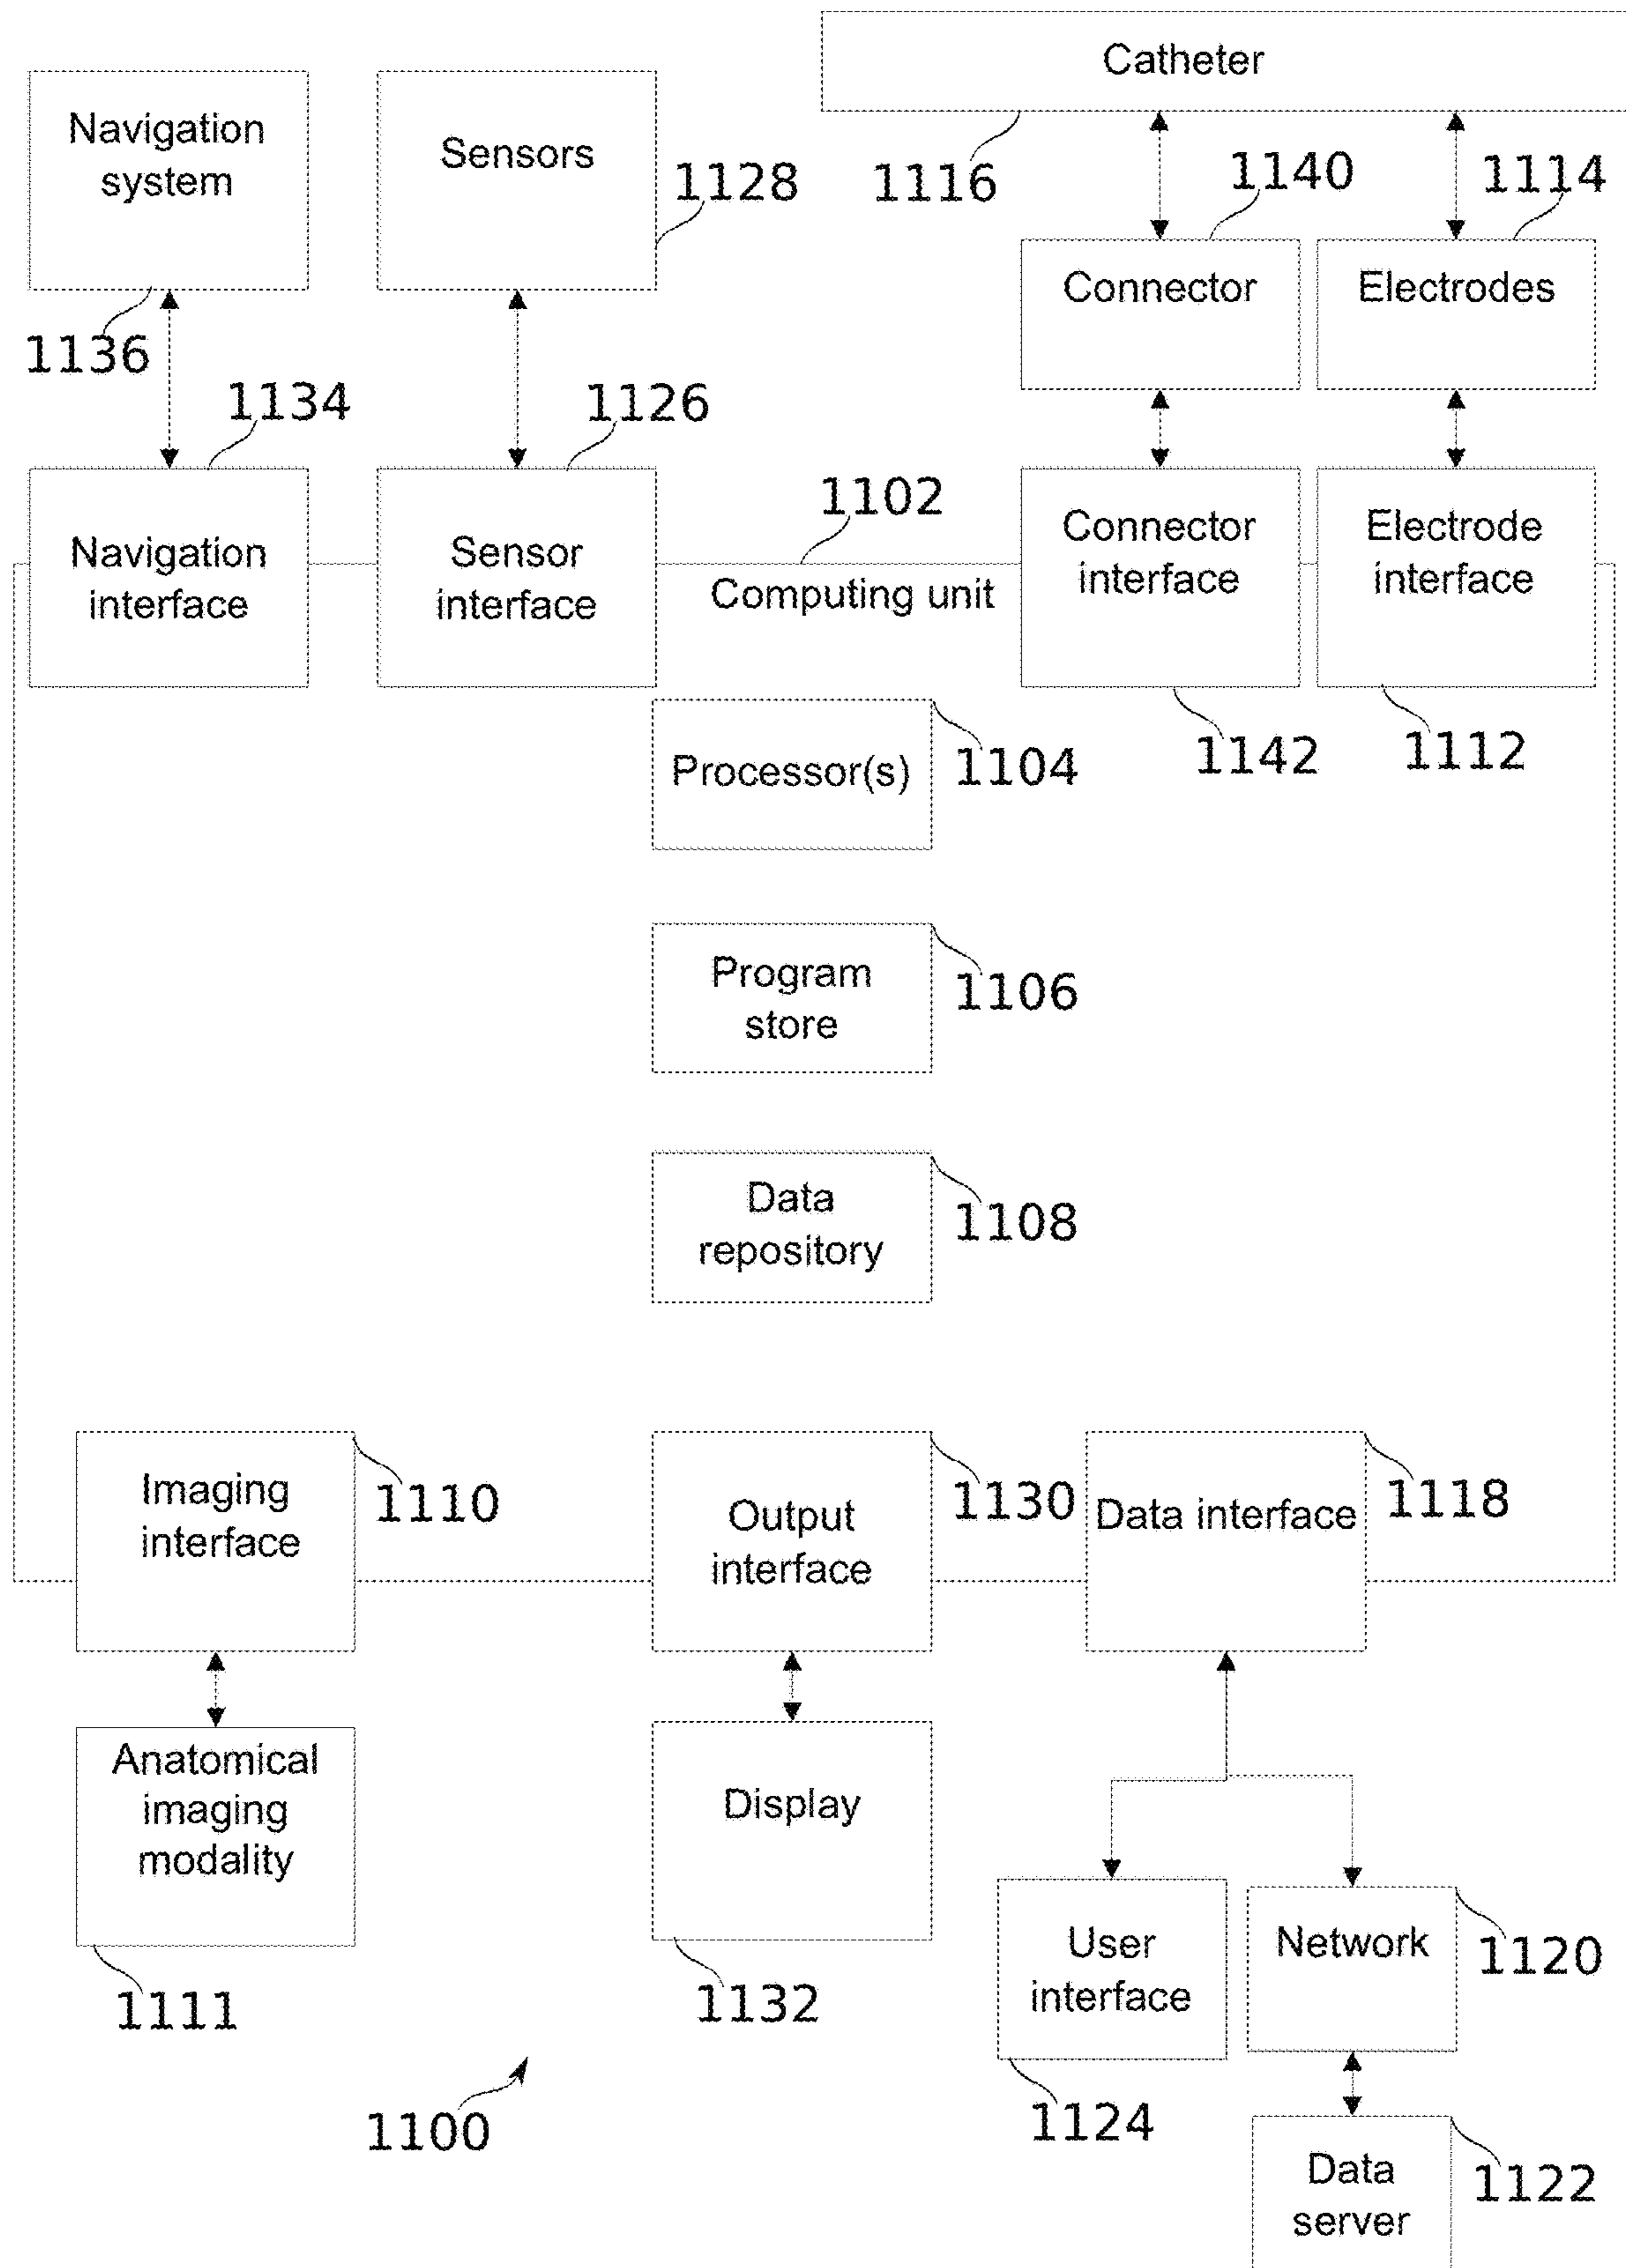 Catheter
Navigation
system
Sensors
1128
1116
1140
1114
Connector
Electrodes
1136
1134
1126
1102
Navigation
interface
Sensor
interface
Computing unit
Connector
interface
Electrode
interface
Processor(s)
1104
1142
1112
Program
store
1106
Data
repository
1108
Imaging
interface
1110
Output
interface
1130
Data interface
1118
Anatomical
imaging
modality
Display
1111
1132
User
interface
Network
1120
1100
1124
Data
server
1122